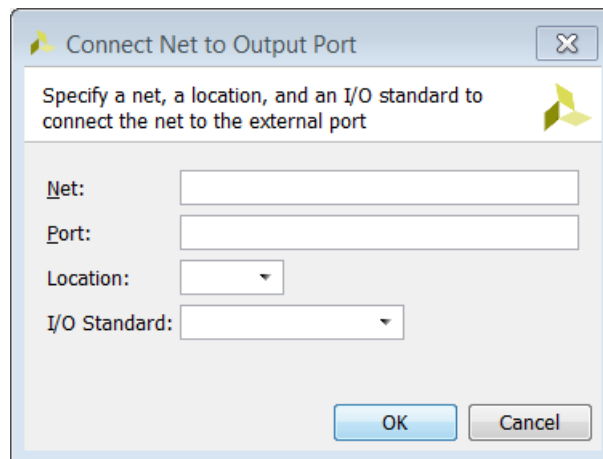 Connect Net to Output Port
Specify a net, a location, and an I/O standard to
connect the net to the external port
Net:
Port:
Location:
I/O Standard:
OK Cancel